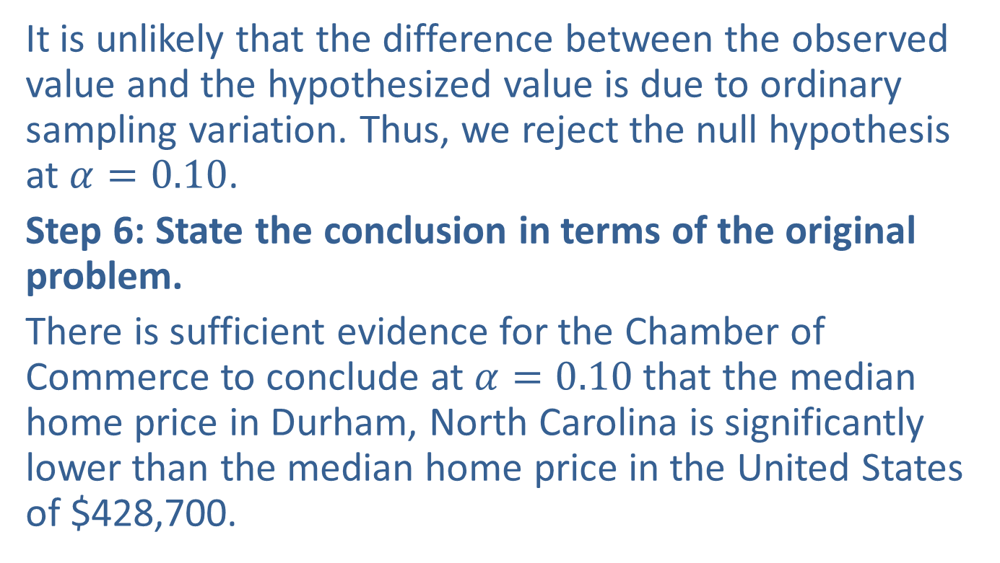 It is unlikely that the difference between the observed
value and the hypothesized value is due to ordinary
sampling variation. Thus, we reject the null hypothesis
at α = 0.10.
Step 6: State the conclusion in terms of the original
problem.
There is sufficient evidence for the Chamber of
Commerce to conclude at α = 0.10 that the median
home price in Durham, North Carolina is significantly
lower than the median home price in the United States
of $428,700.